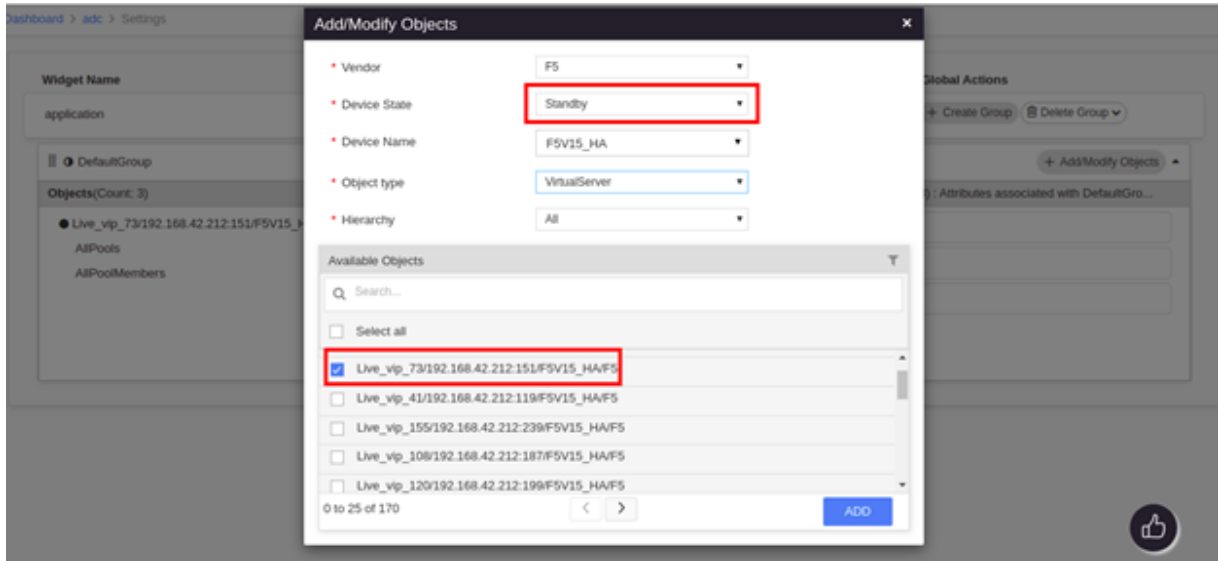 Dashboard > adc > Settings
Add/Modify Objects
×
* Vendor
F5
Widget Name
Global Actions
* Device State
Standby
application
+ Create Group
Delete Group
* Device Name
F5V15_HA
DefaultGroup
+ Add/Modify Objects
* Object type
VirtualServer
Objects(Count: 3)
: Attributes associated with DefaultGro...
* Hierarchy
All
Live_vip_73/192.168.42.212:151/F5V15_H
AllPools
AllPoolMembers
Available Objects
Search...
Select all
Live_vip_73/192.168.42.212:151/F5V15_HA/F5
Live_vip_41/192.168.42.212:119/F5V15_HA/F5
Live_vip_155/192.168.42.212:239/F5V15_HA/F5
Live_vip_108/192.168.42.212:187/F5V15_HA/F5
Live_vip_120/192.168.42.212:199/F5V15_HA/F5
0 to 25 of 170
< >
ADD